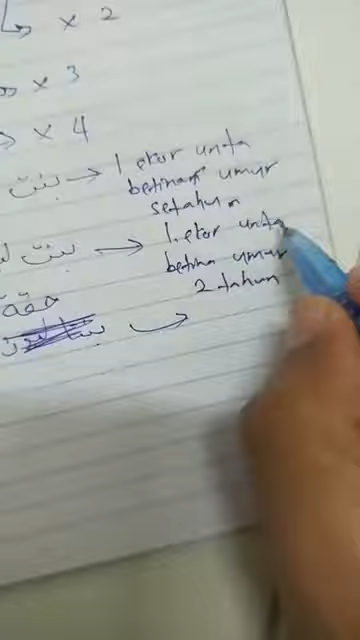 x 2
x 3
x 4
بنت → 1 ekor unta
betina umur
setahun
بنت → 1 ekor unta
betina umur
2 tahun
حقة